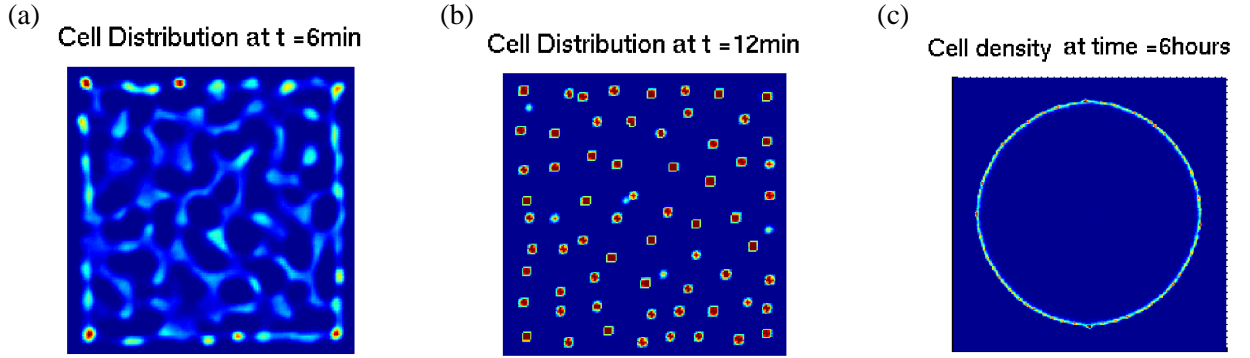 (a)
Cell Distribution at t =6min
(b)
Cell Distribution at t =12min
(c)
Cell density at time =6hours